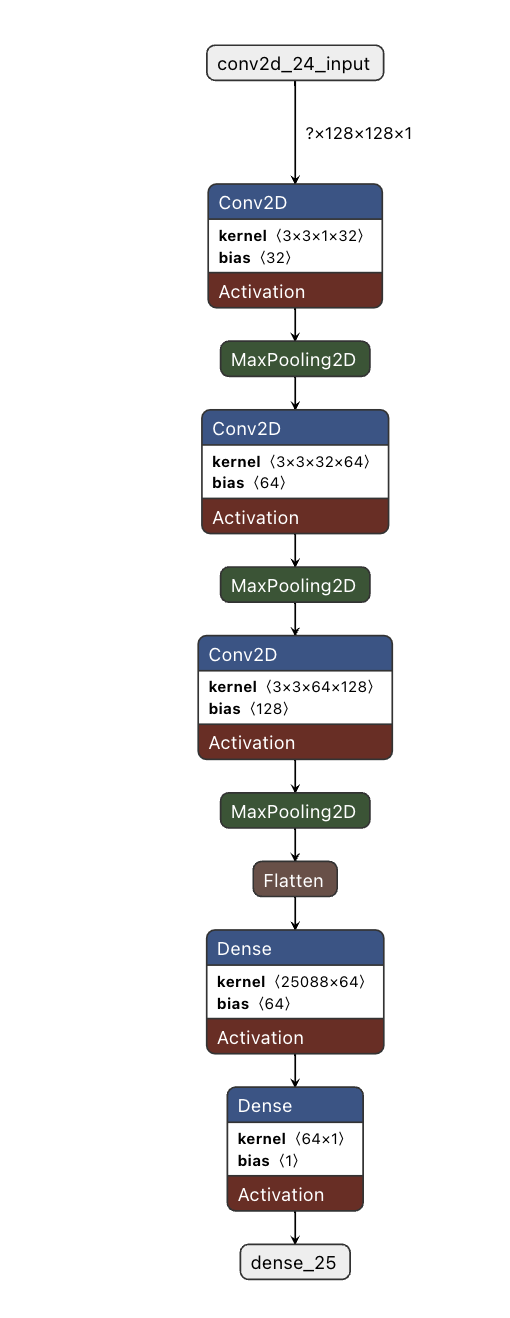 conv2d_24_input
?×128×128×1
Conv2D
kernel ⟨3×3×1×32⟩
bias ⟨32⟩
Activation
MaxPooling2D
Conv2D
kernel ⟨3×3×32×64⟩
bias ⟨64⟩
Activation
MaxPooling2D
Conv2D
kernel ⟨3×3×64×128⟩
bias ⟨128⟩
Activation
MaxPooling2D
Flatten
Dense
kernel ⟨25088×64⟩
bias ⟨64⟩
Activation
Dense
kernel ⟨64×1⟩
bias ⟨1⟩
Activation
dense_25